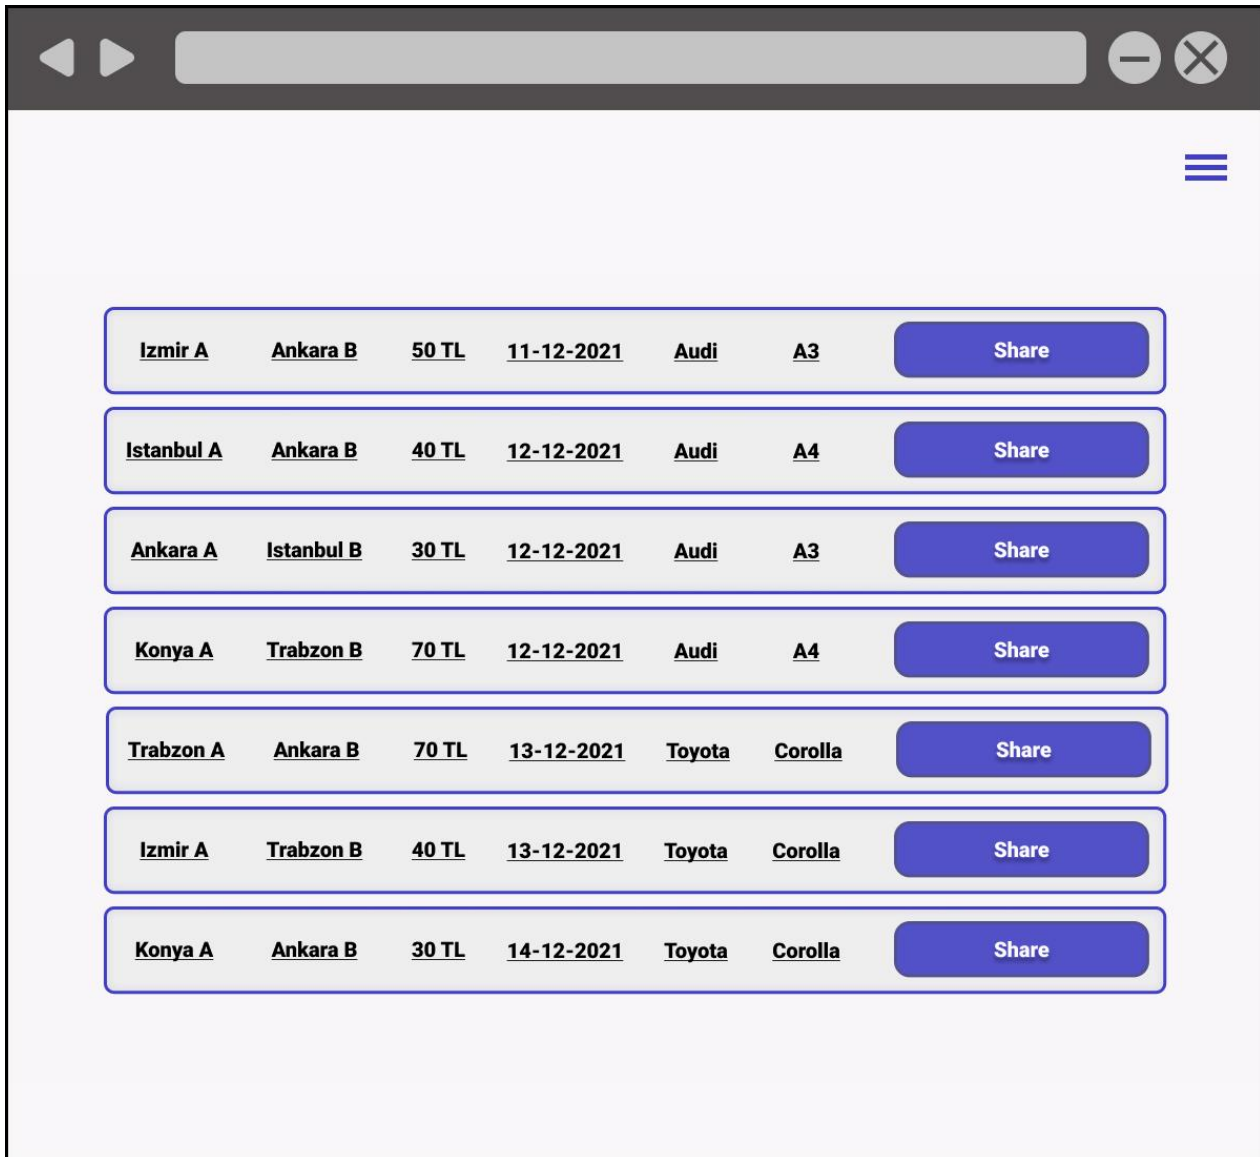 Izmir A Ankara B 50 TL 11-12-2021 Audi A3 Share
Istanbul A Ankara B 40 TL 12-12-2021 Audi A4 Share
Ankara A Istanbul B 30 TL 12-12-2021 Audi A3 Share
Konya A Trabzon B 70 TL 12-12-2021 Audi A4 Share
Trabzon A Ankara B 70 TL 13-12-2021 Toyota Corolla Share
Izmir A Trabzon B 40 TL 13-12-2021 Toyota Corolla Share
Konya A Ankara B 30 TL 14-12-2021 Toyota Corolla Share